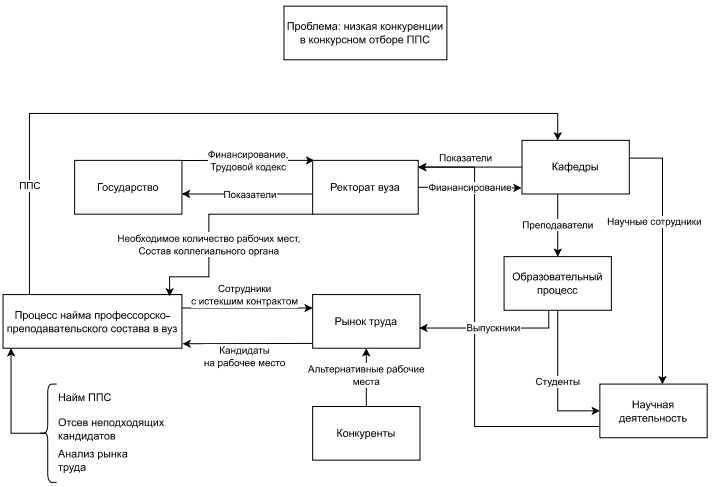 Проблема: низкая конкуренции
в конкурсном отборе ППС
Финансирование,
Трудовой кодекс
Показатели
Кафедры
Государство
Ректорат вуза
ППС
Показатели
Фианансирование
Научные сотрудники
Преподаватели
Необходимое количество рабочих мест,
Состав коллегиального органа
Образовательный
процесс
Сотрудники
с истекшим контрактом
Процесс найма профессорско-
преподавательского состава в вуз
Рынок труда
Выпускники
Кандидаты
на рабочее место
Альтернативные рабочие
места
Студенты
Найм ППС
Отсев неподходящих
кандидатов
Анализ рынка
труда
Конкуренты
Научная
деятельность